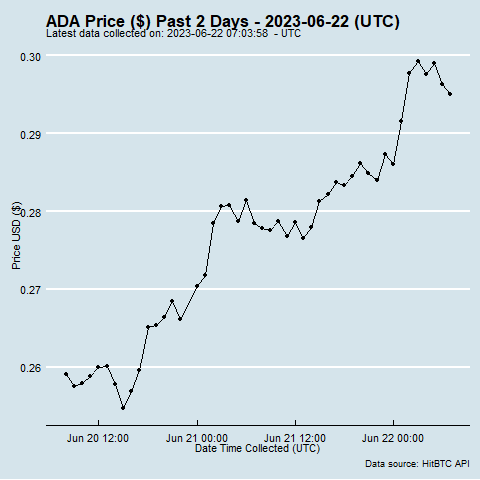 ADA Price ($) Past 2 Days - 2023-06-22 (UTC)
Latest data collected on: 2023-06-22 07:03:58 - UTC
0.30
0.29
0.28
0.27
0.26
Price USD ($)
Jun 20 12:00 Jun 21 00:00 Jun 21 12:00 Jun 22 00:00
Date Time Collected (UTC)
Data source: HitBTC API